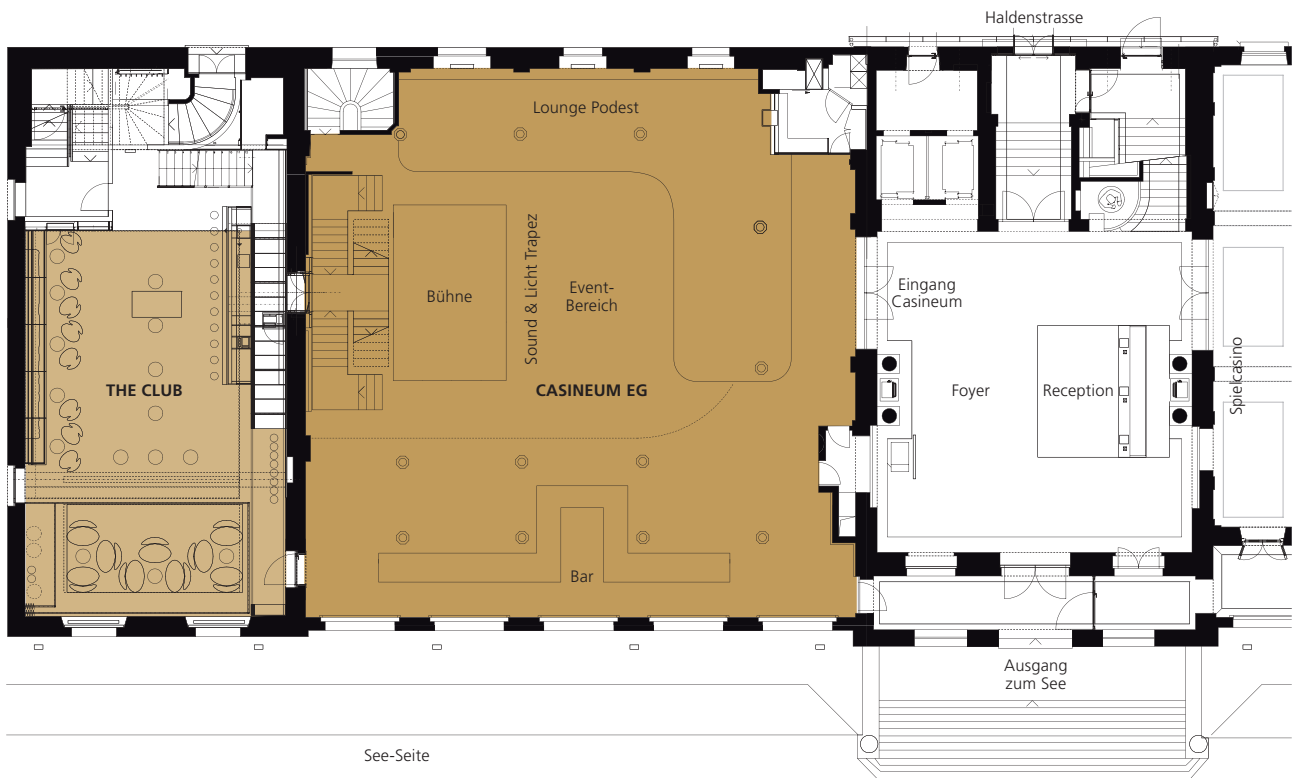 Haldenstrasse
Lounge Podest
Sound & Licht Trapez
Bühne
Event-
Bereich
Eingang
Casineum
THE CLUB
CASINEUM EG
Foyer
Reception
Spielcasino
Bar
Ausgang
zum See
See-Seite